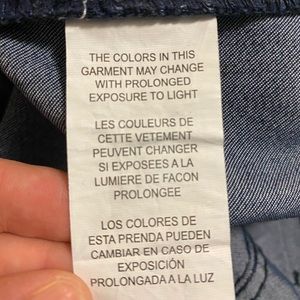 THE COLORS IN THIS
GARMENT MAY CHANGE
WITH PROLONGED
EXPOSURE TO LIGHT
LES COULEURS DE
CETTE VETEMENT
PEUVENT CHANGER
SI EXPOSEES A LA
LUMIERE DE FACON
PROLONGEE
LOS COLORES DE
ESTA PRENDA PUEDEN
CAMBIAR EN CASO DE
EXPOSICIÓN
PROLONGADA A LA LUZ